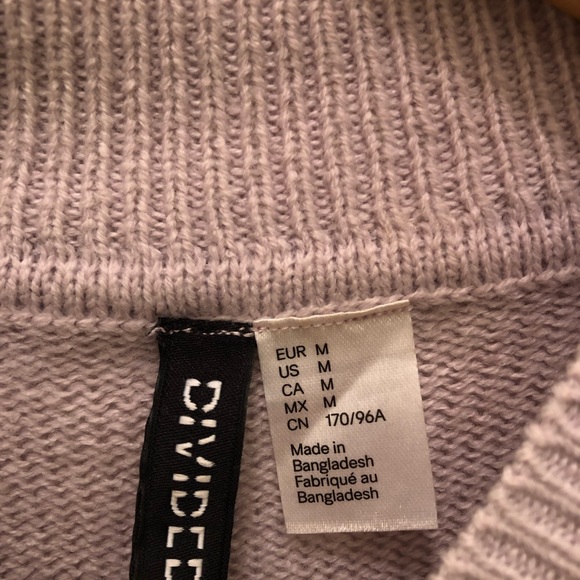 DIVIDED
EUR M
US M
CA M
MX M
CN 170/96A
Made in
Bangladesh
Fabriqué au
Bangladesh